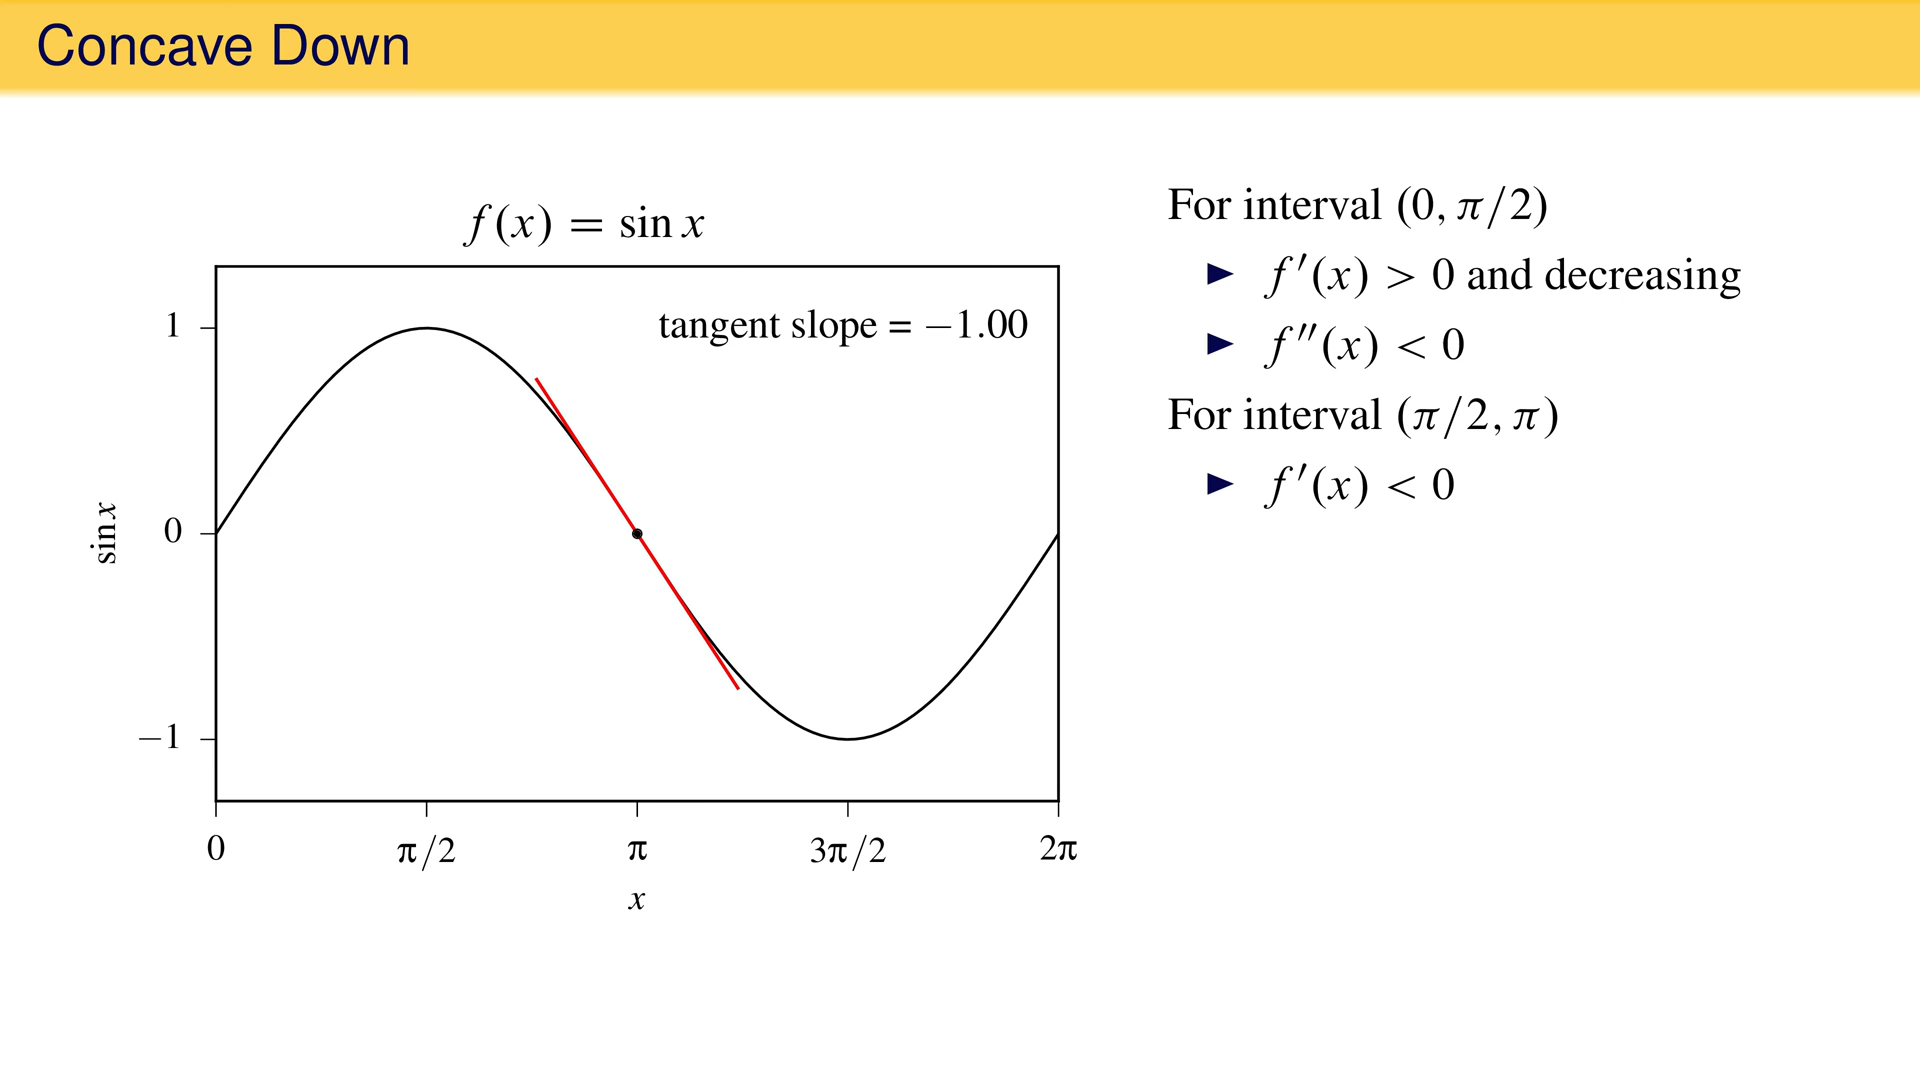 Concave Down
f(x) = sin x
tangent slope = −1.00
1
0
−1
sin x
0 π/2 π 3π/2 2π
x
For interval (0, π/2)
► f′(x) > 0 and decreasing
► f″(x) < 0
For interval (π/2, π)
► f′(x) < 0